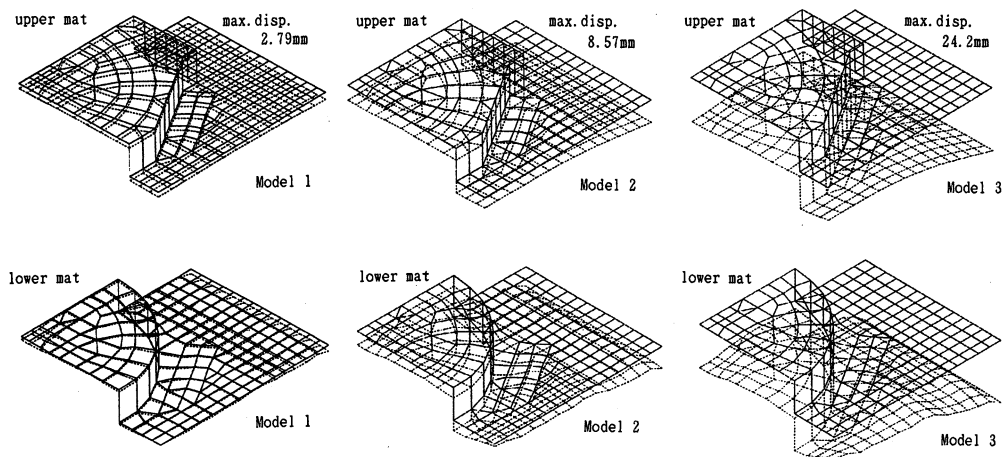 upper mat
max.disp.
2.79mm
Model 1
upper mat
max.disp.
8.57mm
Model 2
upper mat
max.disp.
24.2mm
Model 3
lower mat
Model 1
lower mat
Model 2
lower mat
Model 3